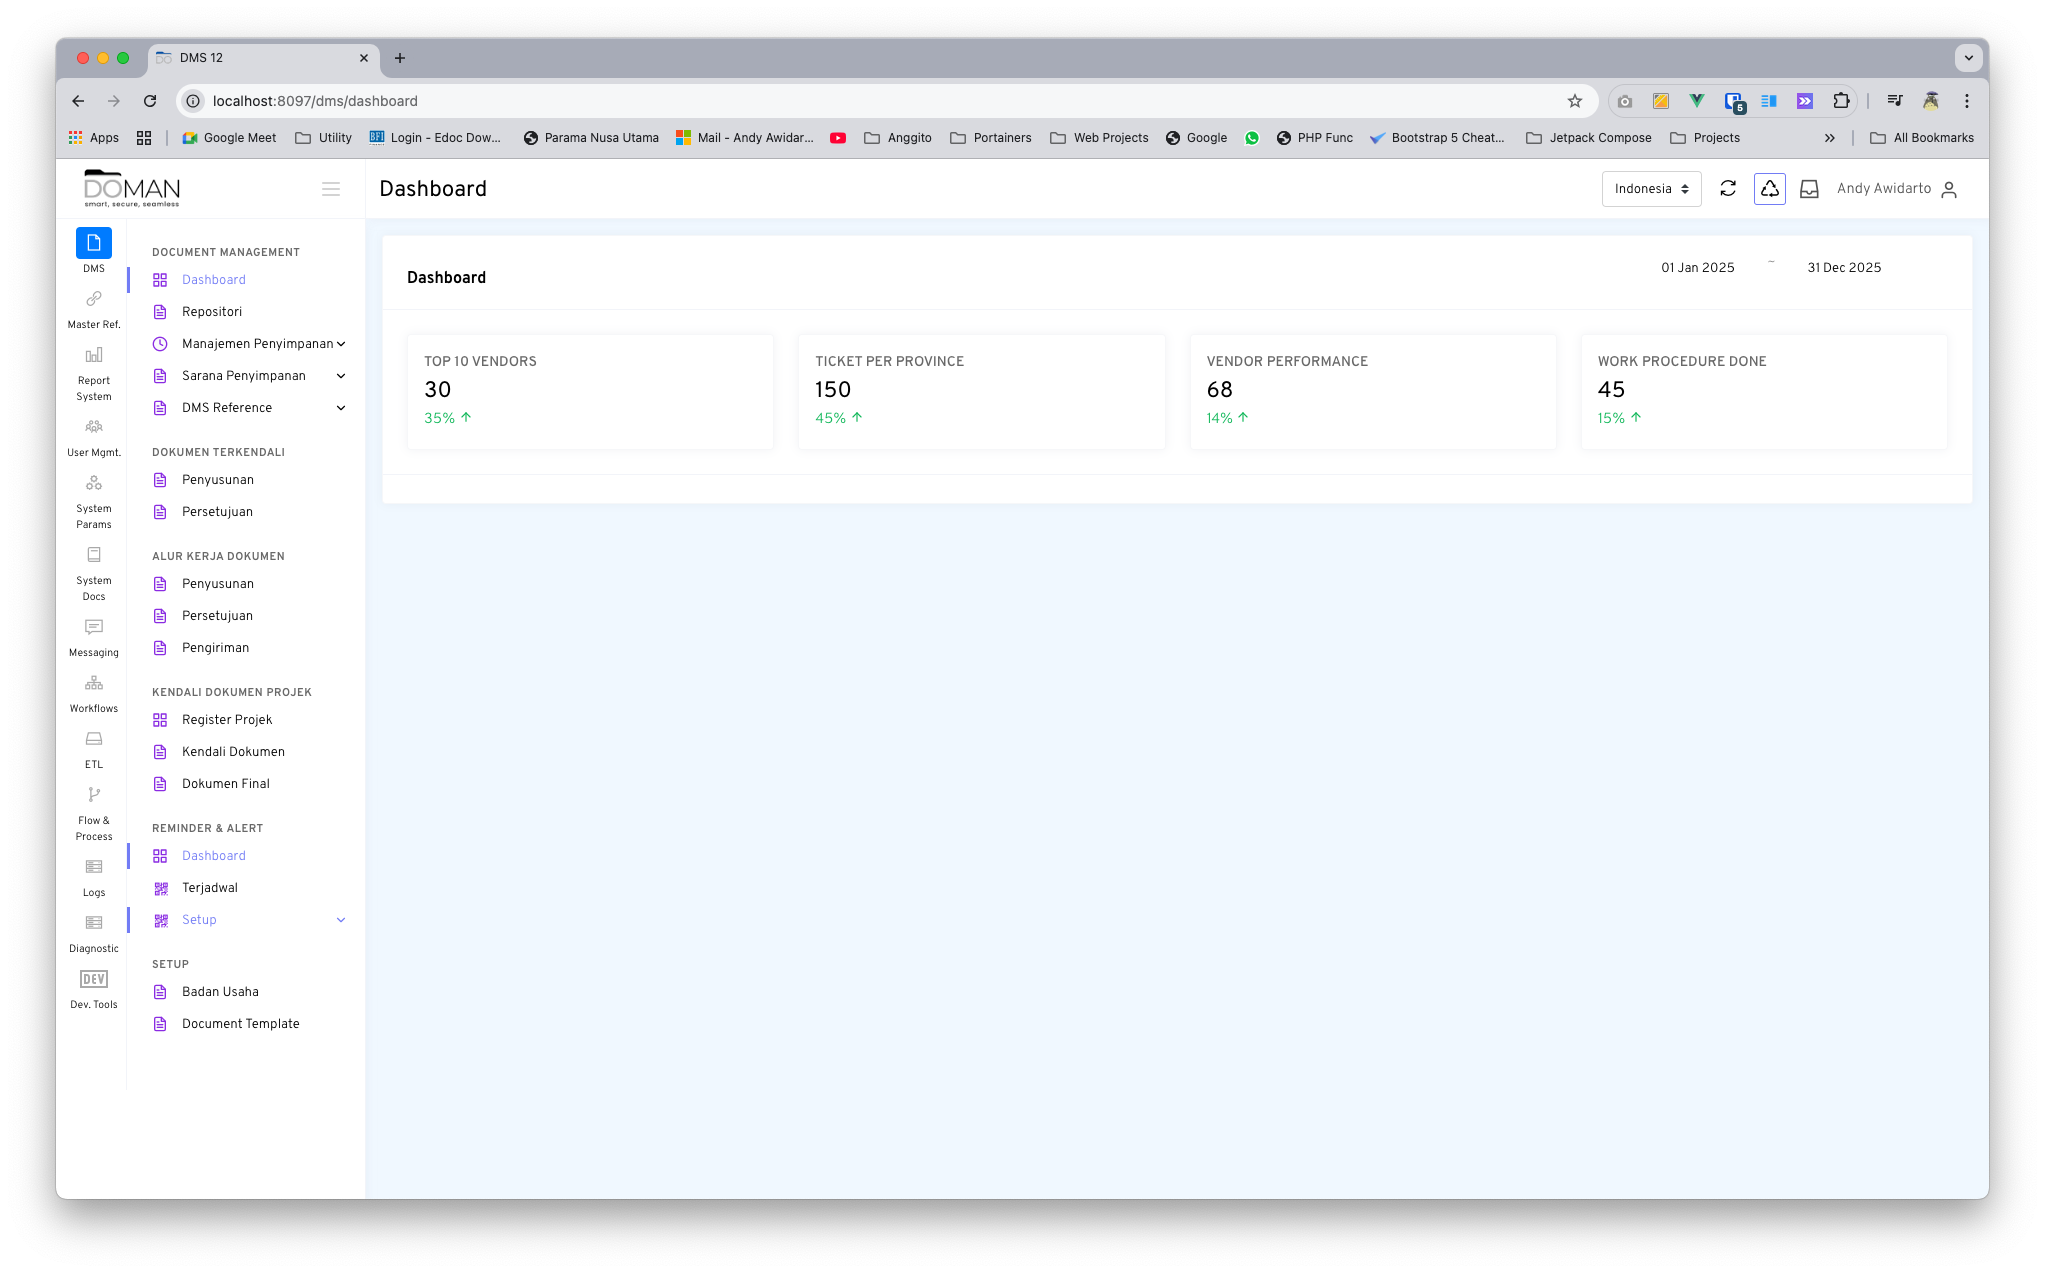 DMS 12
localhost:8097/dms/dashboard
5
Apps
Google Meet
Utility
BFI
Login - Edoc Dow...
Parama Nusa Utama
Mail - Andy Awidar...
Anggito
Portainers
Web Projects
Google
PHP Func
Bootstrap 5 Cheat...
Jetpack Compose
Projects
All Bookmarks
DOMAN
smart, secure, seamless
Dashboard
Indonesia
Andy Awidarto
DMS
Master Ref.
Report
System
User Mgmt.
System
Params
System
Docs
Messaging
Workflows
ETL
Flow &
Process
Logs
Diagnostic
DEV
Dev. Tools
DOCUMENT MANAGEMENT
Dashboard
Repositori
Manajemen Penyimpanan
Sarana Penyimpanan
DMS Reference
DOKUMEN TERKENDALI
Penyusunan
Persetujuan
ALUR KERJA DOKUMEN
Penyusunan
Persetujuan
Pengiriman
KENDALI DOKUMEN PROJEK
Register Projek
Kendali Dokumen
Dokumen Final
REMINDER & ALERT
Dashboard
Terjadwal
Setup
SETUP
Badan Usaha
Document Template
Dashboard
01 Jan 2025 ~ 31 Dec 2025
TOP 10 VENDORS
30
35% ↑
TICKET PER PROVINCE
150
45% ↑
VENDOR PERFORMANCE
68
14% ↑
WORK PROCEDURE DONE
45
15% ↑